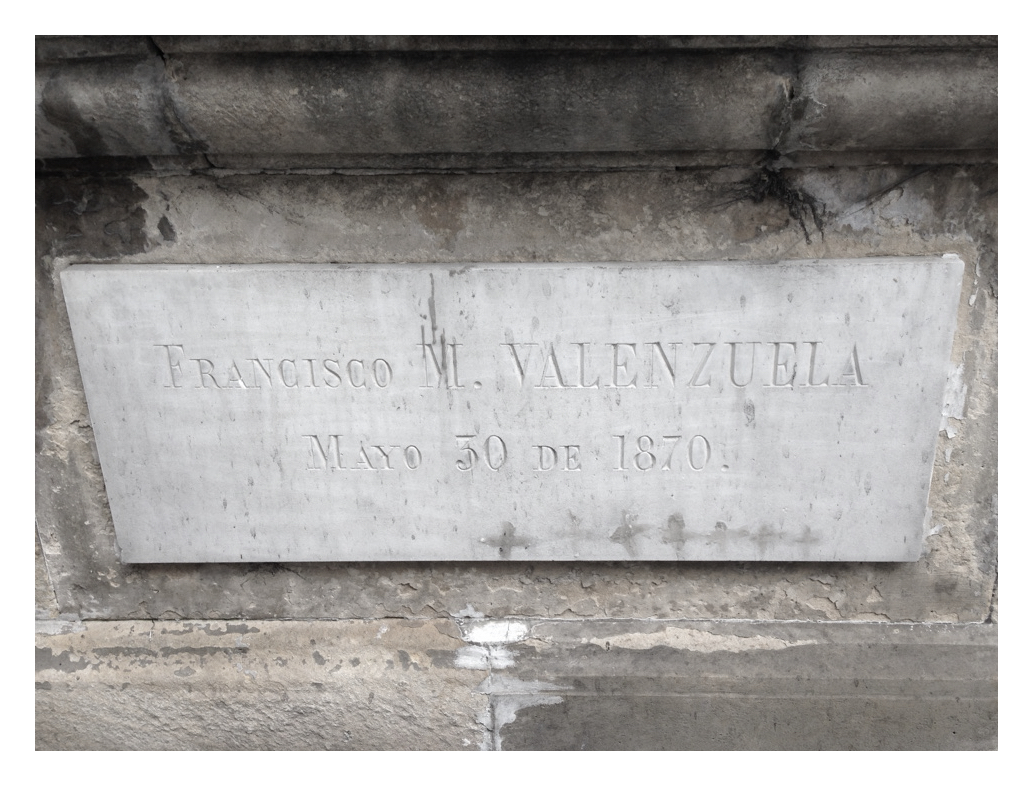 FRANCISCO M. VALENZUELA
MAYO 30 DE 1870.